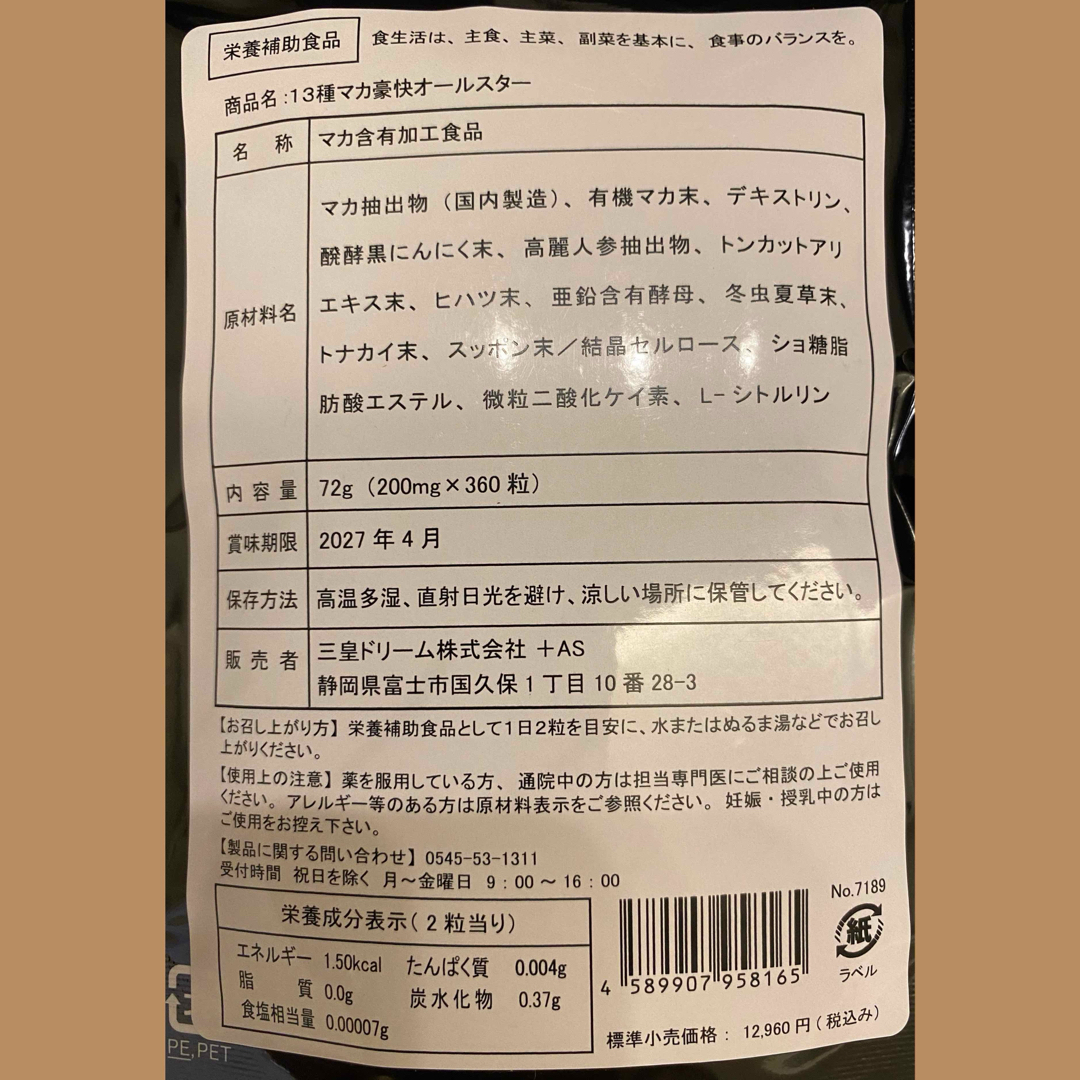 栄養補助食品 食生活は、主食、主菜、副菜を基本に、食事のバランスを。
商品名:13種マカ豪快オールスター
名 称 マカ含有加工食品
原材料名 マカ抽出物（国内製造）、有機マカ末、デキストリン、
醗酵黒にんにく末、高麗人参抽出物、トンカットアリ
エキス末、ヒハツ末、亜鉛含有酵母、冬虫夏草末、
トナカイ末、スッポン末／結晶セルロース、ショ糖脂
肪酸エステル、微粒二酸化ケイ素、L-シトルリン
内容量 72g（200mg×360粒）
賞味期限 2027年4月
保存方法 高温多湿、直射日光を避け、涼しい場所に保管してください。
販売者 三皇ドリーム株式会社 +AS
静岡県富士市国久保1丁目10番28-3
【お召し上がり方】栄養補助食品として1日2粒を目安に、水またはぬるま湯などでお召し
上がりください。
【使用上の注意】薬を服用している方、通院中の方は担当専門医にご相談の上ご使用
ください。アレルギー等のある方は原材料表示をご参照ください。妊娠・授乳中の方は
ご使用をお控え下さい。
【製品に関する問い合わせ】0545-53-1311
受付時間 祝日を除く 月～金曜日 9:00～16:00
栄養成分表示(2粒当り)
エネルギー 1.50kcal たんぱく質 0.004g
脂 質 0.0g 炭水化物 0.37g
食塩相当量 0.00007g
No.7189
紙
ラベル
4 589907 958165
標準小売価格：12,960円(税込み)
PE,PET